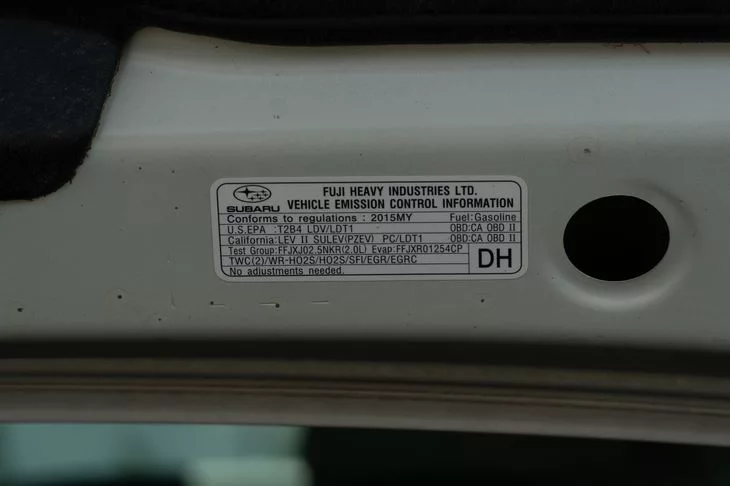 FUJI HEAVY INDUSTRIES LTD.
SUBARU VEHICLE EMISSION CONTROL INFORMATION
Conforms to regulations : 2015MY Fuel:Gasoline
U.S.EPA :T2B4 LDV/LDT1 OBD:CA OBD II
California:LEV II SULEV(PZEV) PC/LDT1 OBD:CA OBD II
Test Group:FFJXJ02.5NKR(2.0L) Evap:FFJXR01254CP
TWC(2)/WR-HO2S/HO2S/SFI/EGR/EGRC
No adjustments needed.
DH